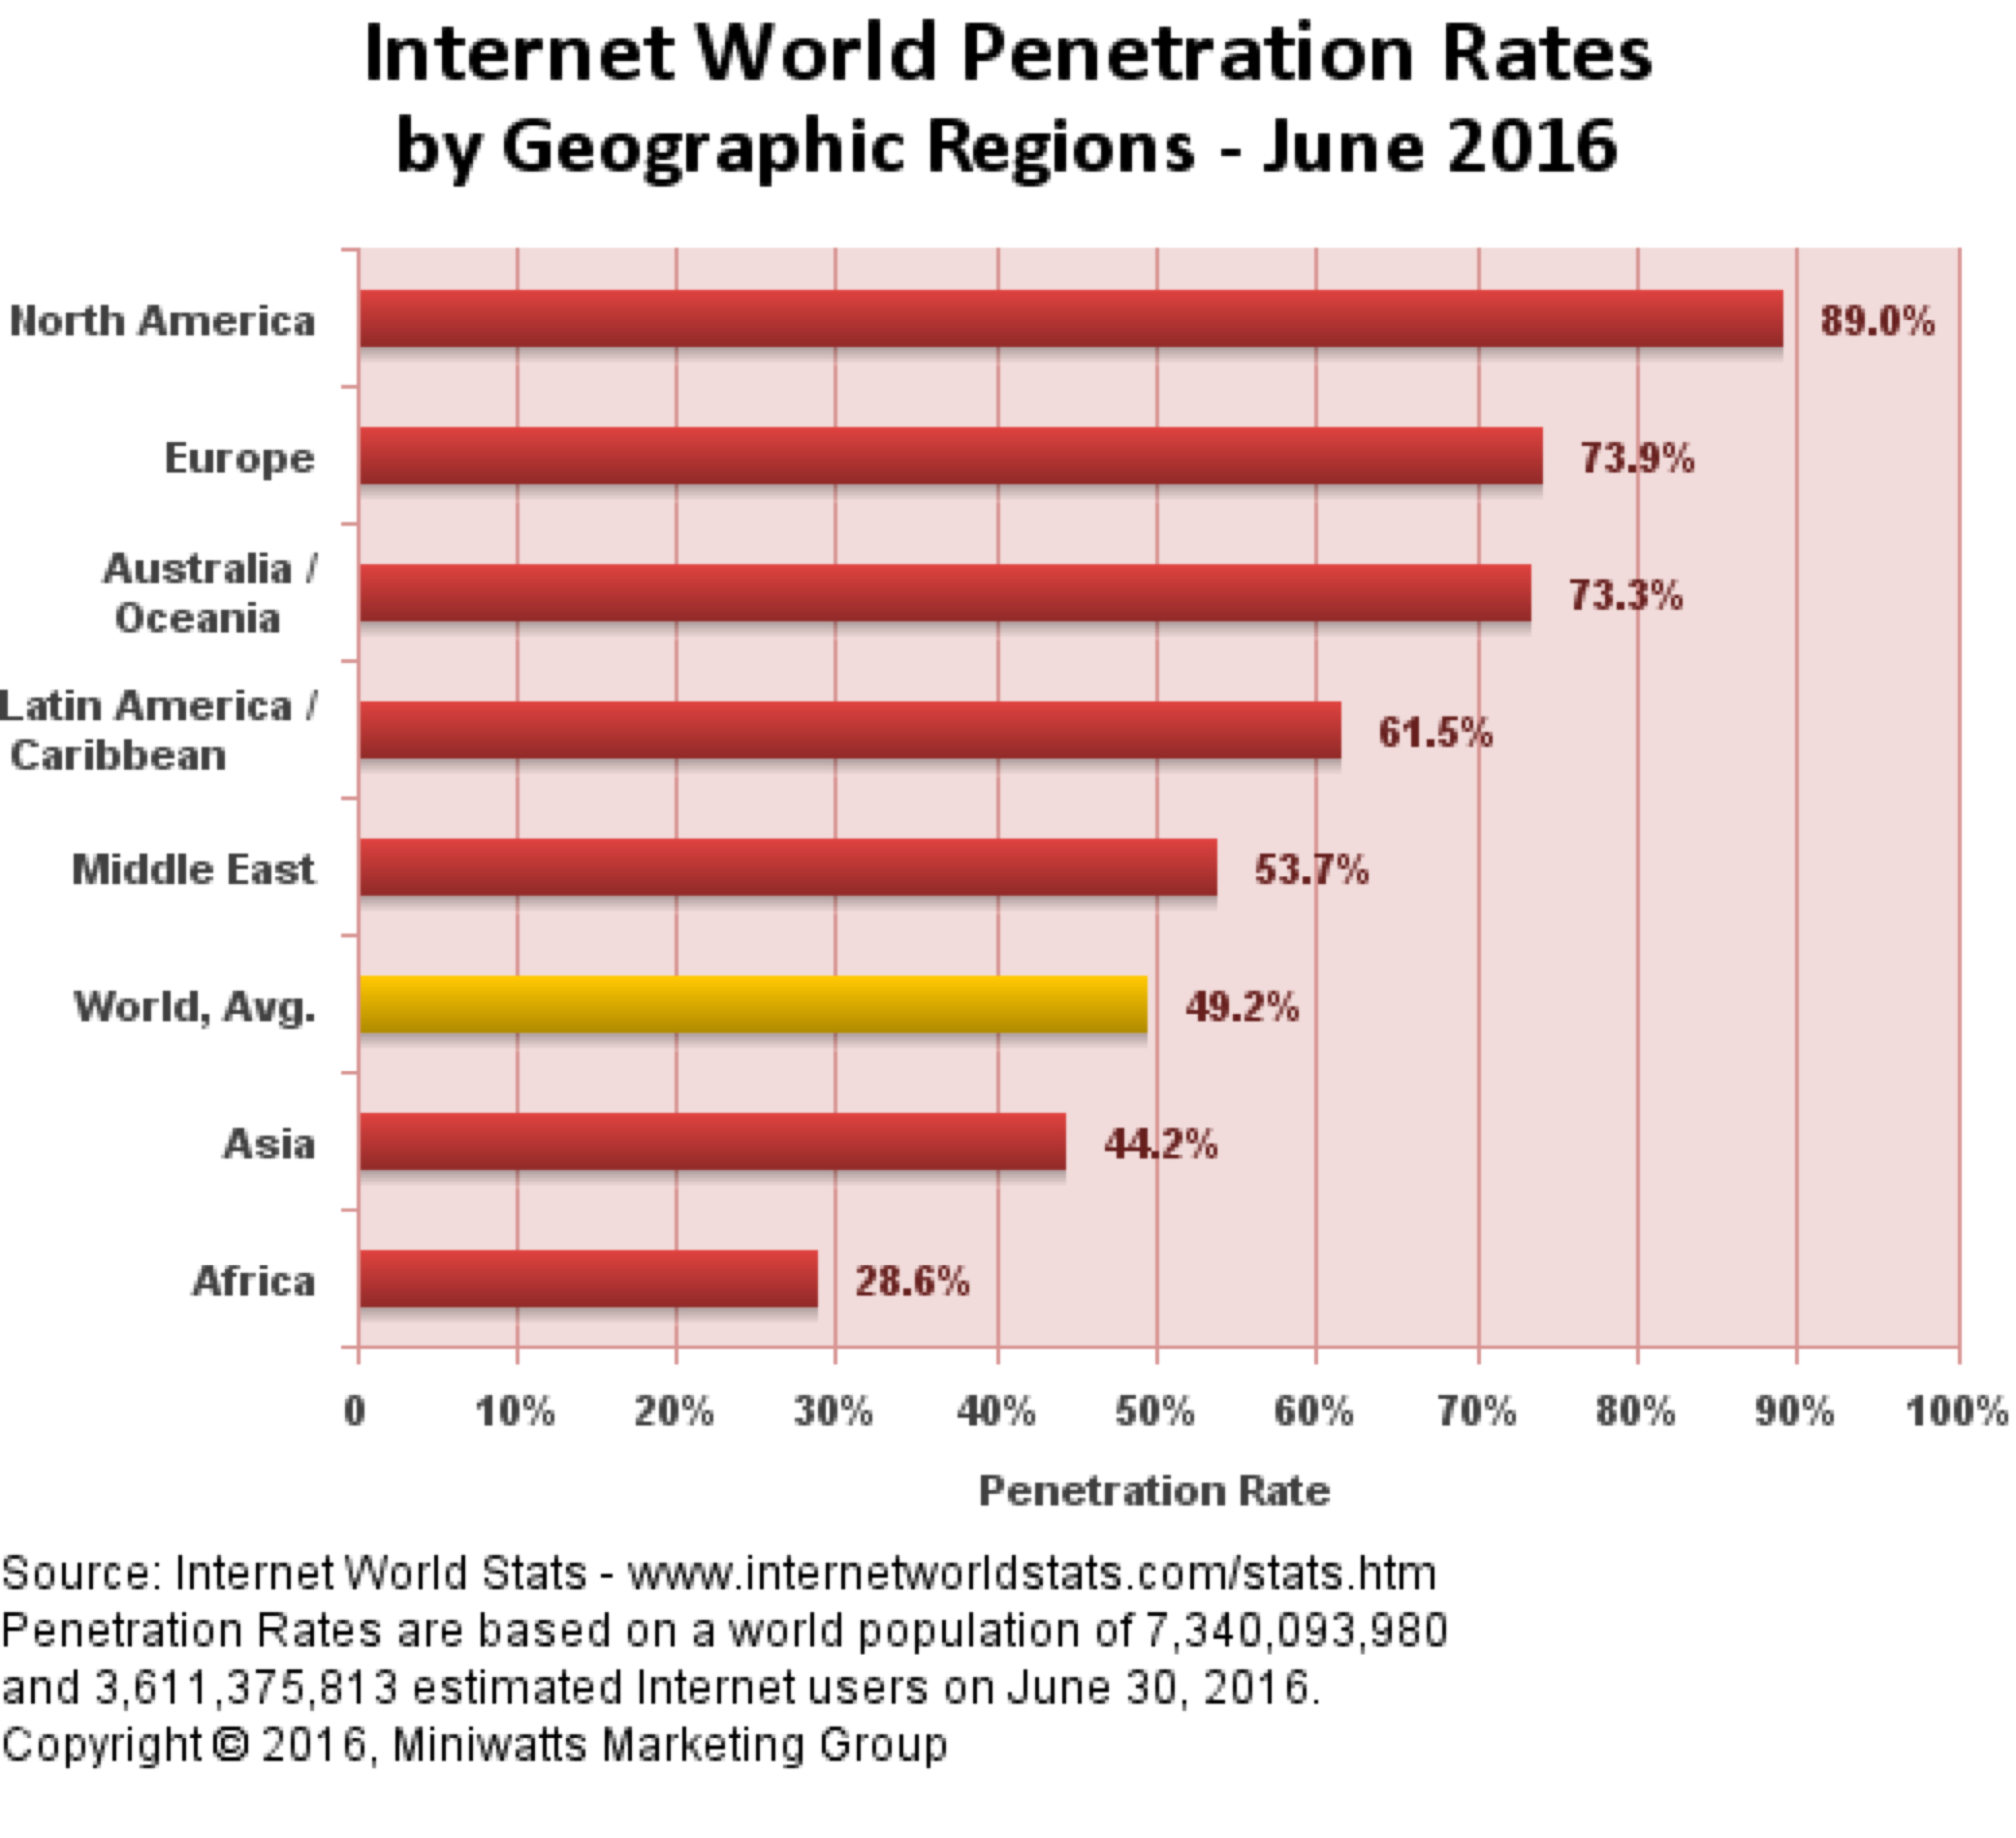 Internet World Penetration Rates
by Geographic Regions - June 2016
North America
89.0%
Europe
73.9%
Australia /
Oceania
73.3%
Latin America /
Caribbean
61.5%
Middle East
53.7%
World, Avg.
49.2%
Asia
44.2%
Africa
28.6%
0 10% 20% 30% 40% 50% 60% 70% 80% 90% 100%
Penetration Rate
Source: Internet World Stats - www.internetworldstats.com/stats.htm
Penetration Rates are based on a world population of 7,340,093,980
and 3,611,375,813 estimated Internet users on June 30, 2016.
Copyright © 2016, Miniwatts Marketing Group